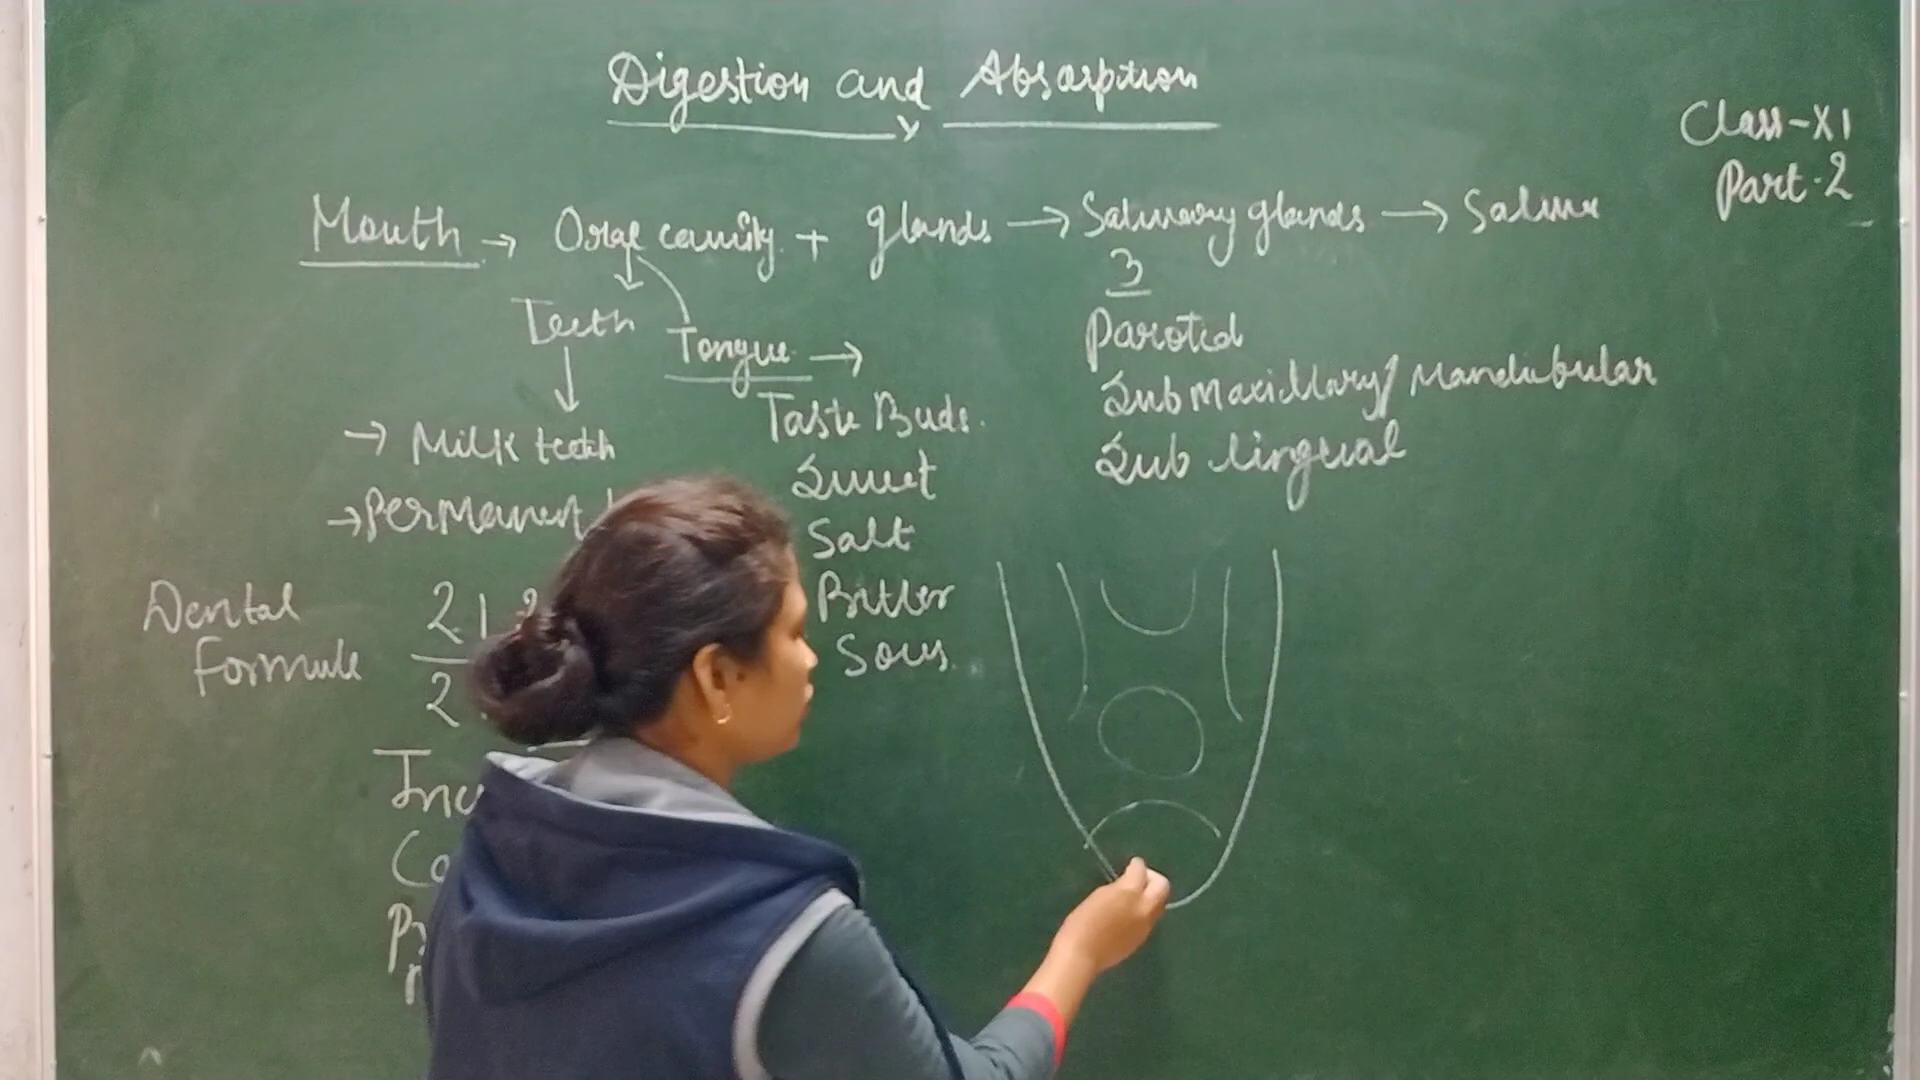 Digestion and Absorption
Class-XI
Part-2
Mouth → Oral cavity + glands → Salivary glands → Saliva
3
Teeth
Tongue →
Parotid
Sub Maxillary/Mandibular
Sub lingual
Taste Buds.
Sweet
Salt
Bitter
Sour.
→ Milk teeth
→ Permanent
Dental
formula
2 1 2
2